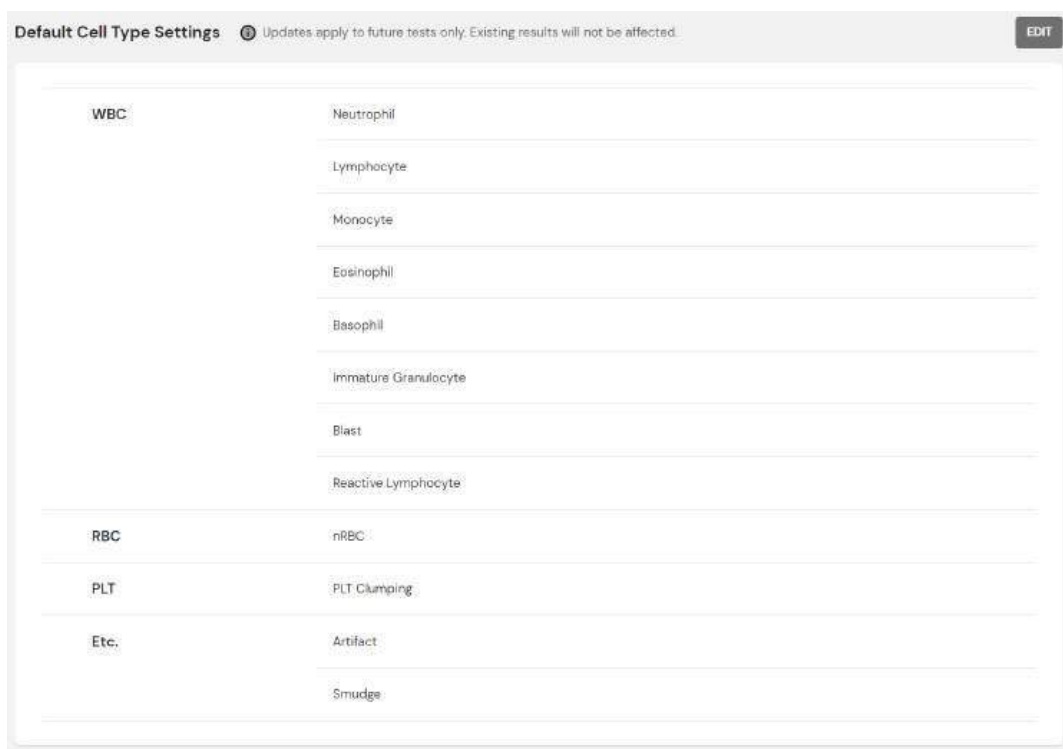 Default Cell Type Settings Updates apply to future tests only. Existing results will not be affected. EDIT
WBC Neutrophil
Lymphocyte
Monocyte
Eosinophil
Basophil
Immature Granulocyte
Blast
Reactive Lymphocyte
RBC nRBC
PLT PLT Clumping
Etc. Artifact
Smudge